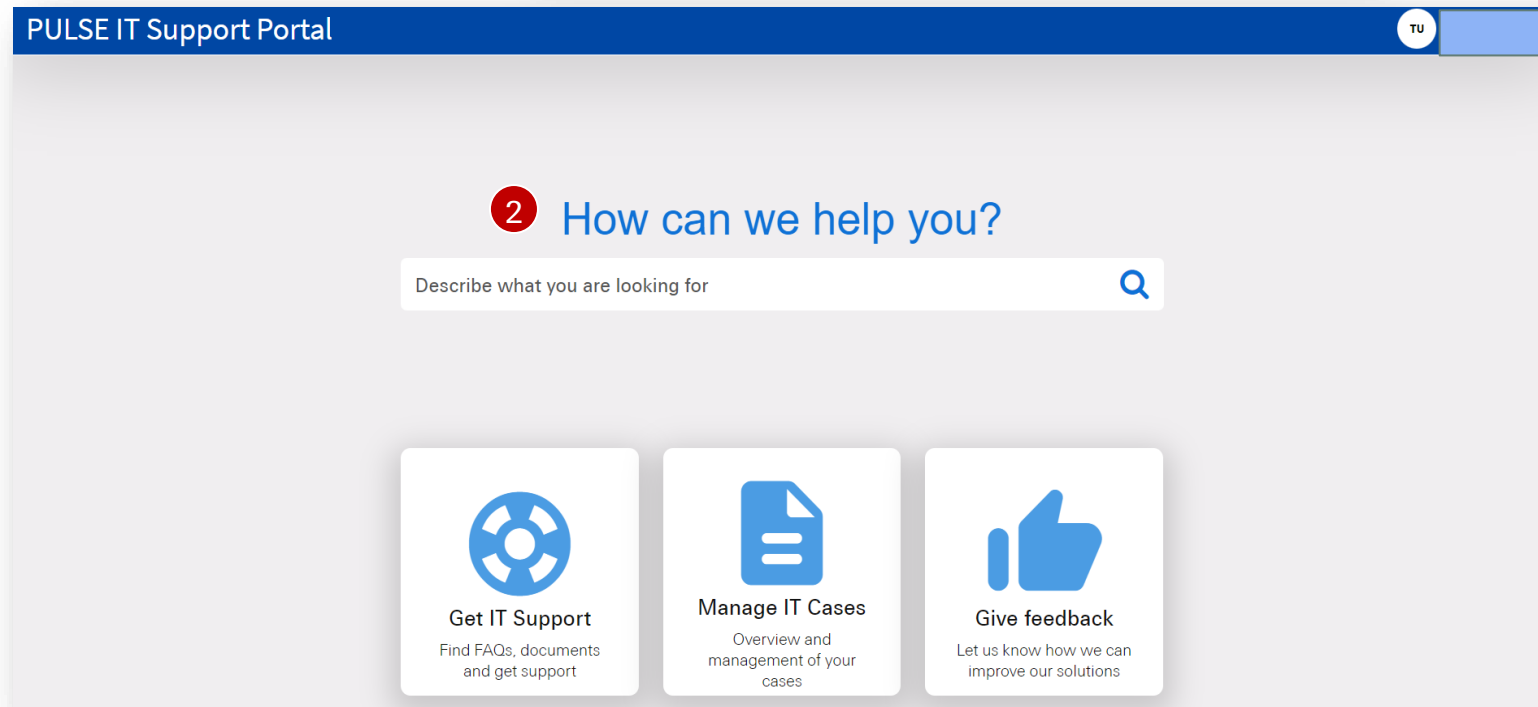 PULSE IT Support Portal
TU
2
How can we help you?
Describe what you are looking for
Get IT Support
Find FAQs, documents
and get support
Manage IT Cases
Overview and
management of your
cases
Give feedback
Let us know how we can
improve our solutions